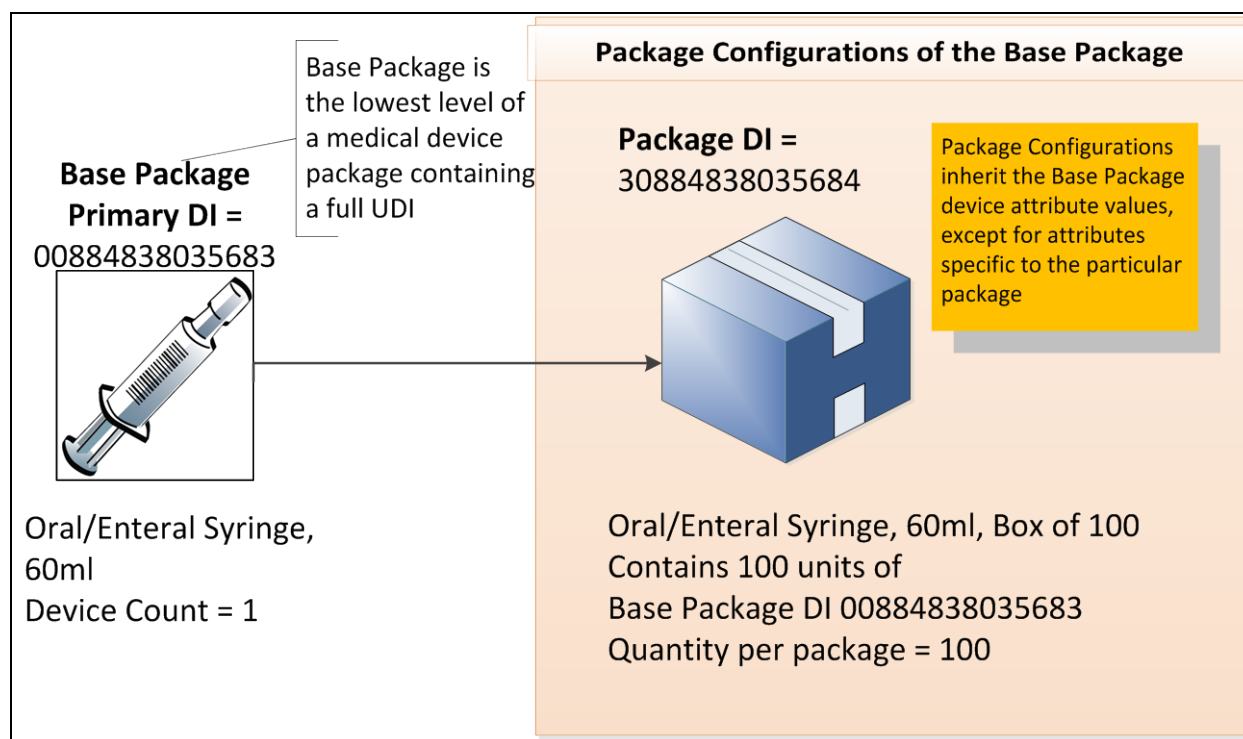 Base Package is
the lowest level of
a medical device
package containing
a full UDI
Base Package
Primary DI =
00884838035683
Oral/Enteral Syringe,
60ml
Device Count = 1
Package Configurations of the Base Package
Package DI =
30884838035684
Package Configurations
inherit the Base Package
device attribute values,
except for attributes
specific to the particular
package
Oral/Enteral Syringe, 60ml, Box of 100
Contains 100 units of
Base Package DI 00884838035683
Quantity per package = 100